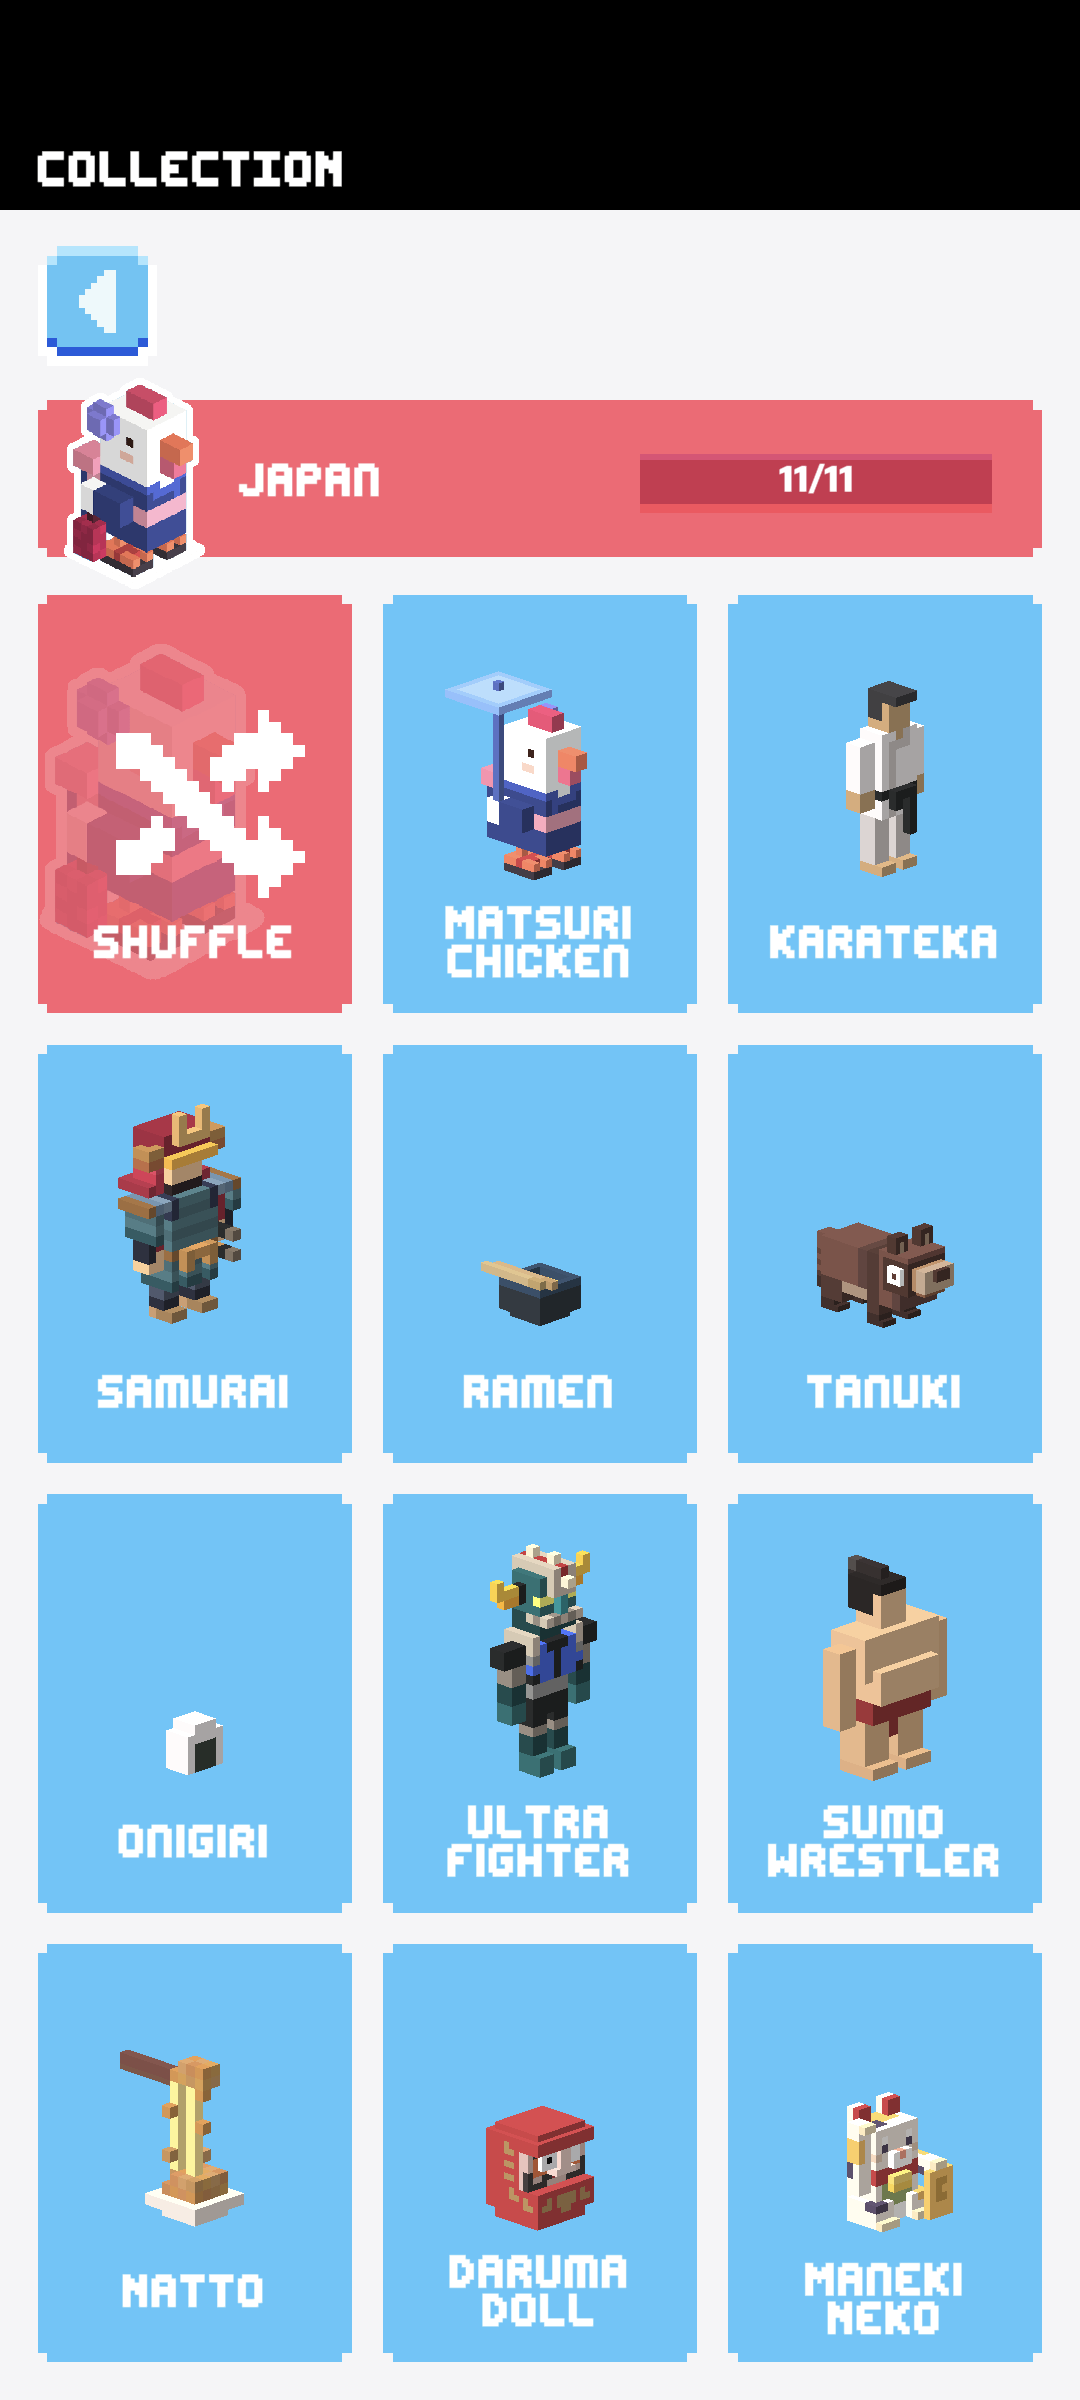 COLLECTION
JAPAN
11/11
SHUFFLE
MATSURI
CHICKEN
KARATEKA
SAMURAI
RAMEN
TANUKI
ONIGIRI
ULTRA
FIGHTER
SUMO
WRESTLER
NATTO
DARUMA
DOLL
MANEKI
NEKO